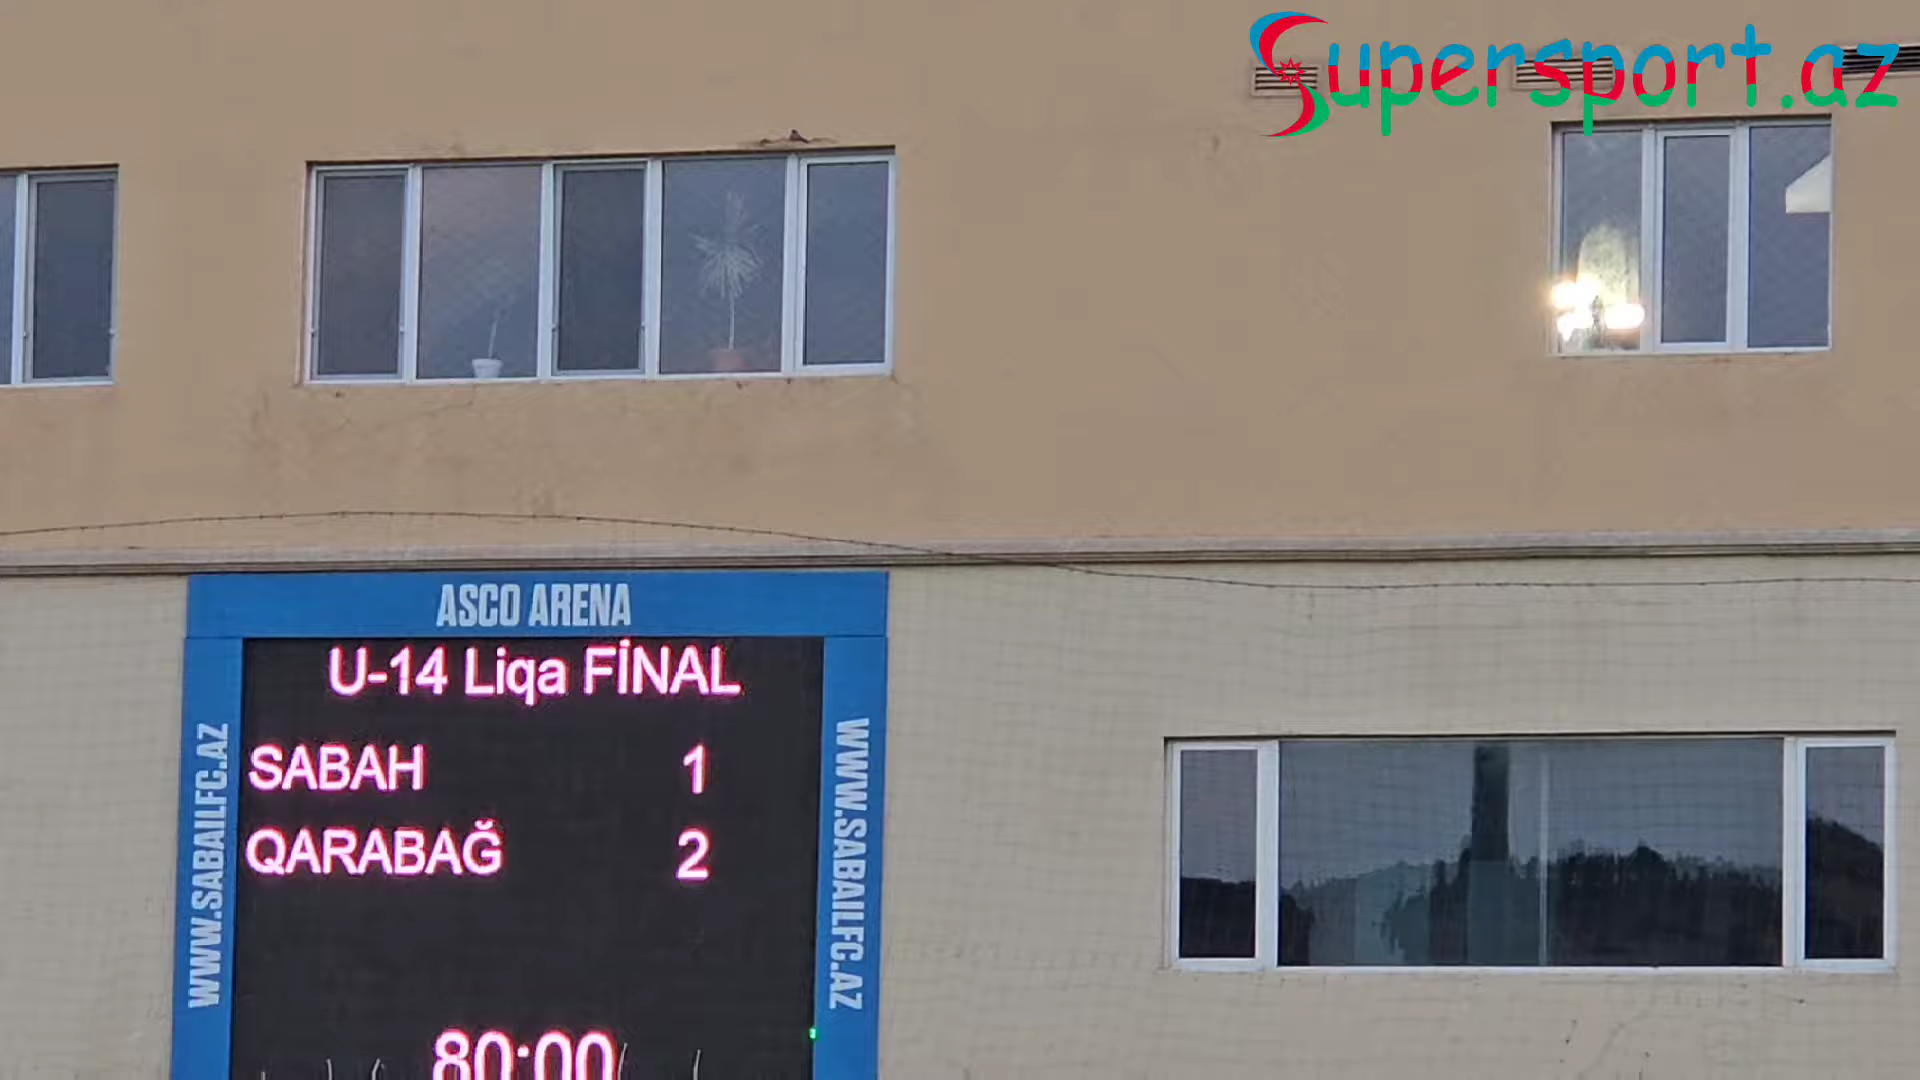 Supersport.az
ASCO ARENA
U-14 Liqa FİNAL
SABAH 1
QARABAĞ 2
80:00
WWW.SABAILFC.AZ
WWW.SABAILFC.AZ